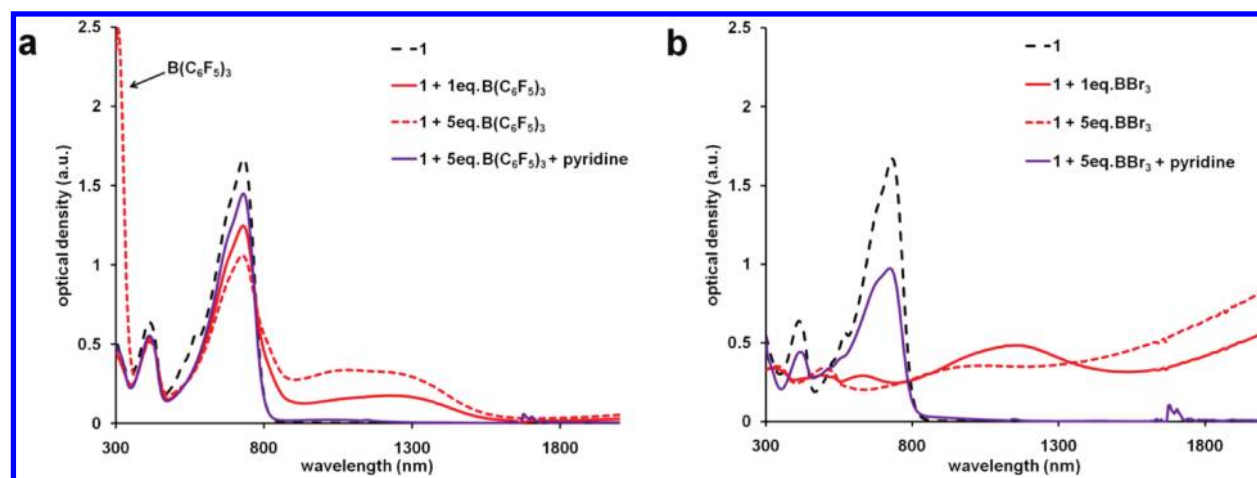 a
2.5
2
1.5
1
0.5
0
optical density (a.u.)
B(C₆F₅)₃
1
1 + 1eq.B(C₆F₅)₃
1 + 5eq.B(C₆F₅)₃
1 + 5eq.B(C₆F₅)₃ + pyridine
300 800 1300 1800
wavelength (nm)
b
2.5
2
1.5
1
0.5
0
optical density (a.u.)
1
1 + 1eq.BBr₃
1 + 5eq.BBr₃
1 + 5eq.BBr₃ + pyridine
300 800 1300 1800
wavelength (nm)